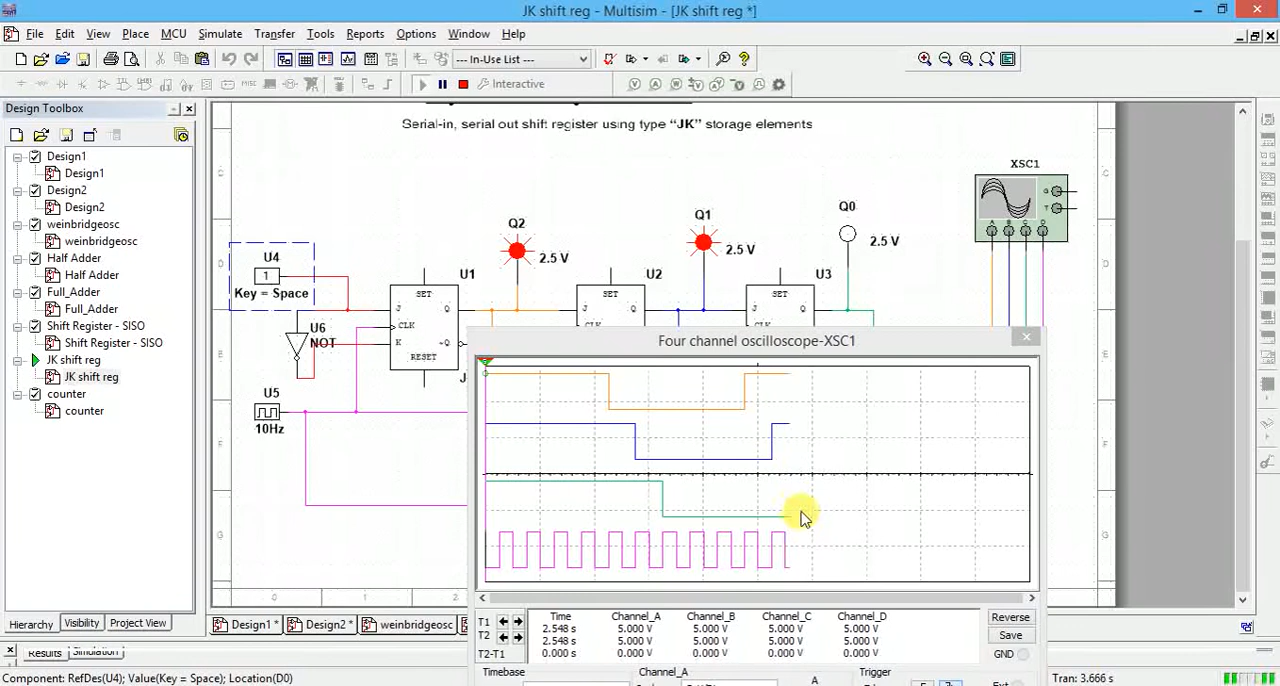 JK shift reg - Multisim - [JK shift reg *]
File Edit View Place MCU Simulate Transfer Tools Reports Options Window Help
--- In-Use List ---
Interactive
Design Toolbox
Design1
Design1
Design2
Design2
weinbridgeosc
weinbridgeosc
Half Adder
Half Adder
Full_Adder
Full_Adder
Shift Register - SISO
Shift Register - SISO
JK shift reg
JK shift reg
counter
counter
Hierarchy Visibility Project View
Serial-in, serial out shift register using type “JK” storage elements
XSC1
G
T
A B C D
Q2
2.5 V
Q1
2.5 V
Q0
2.5 V
U4
1
Key = Space
U1
SET
J Q
CLK
K ~Q
RESET
U2
SET
J Q
CLK
U3
SET
J Q
CLK
U6
NOT
U5
10Hz
Four channel oscilloscope-XSC1
T1
T2
T2-T1
Time Channel_A Channel_B Channel_C Channel_D
2.548 s 5.000 V 5.000 V 5.000 V 5.000 V
2.548 s 5.000 V 5.000 V 5.000 V 5.000 V
0.000 s 0.000 V 0.000 V 0.000 V 0.000 V
Reverse
Save
GND
Timebase Channel_A Trigger
A
Ext
Design1 * Design2 * weinbridgeosc
Results Simulation
Component: RefDes(U4); Value(Key = Space); Location(D0)
Tran: 3.666 s